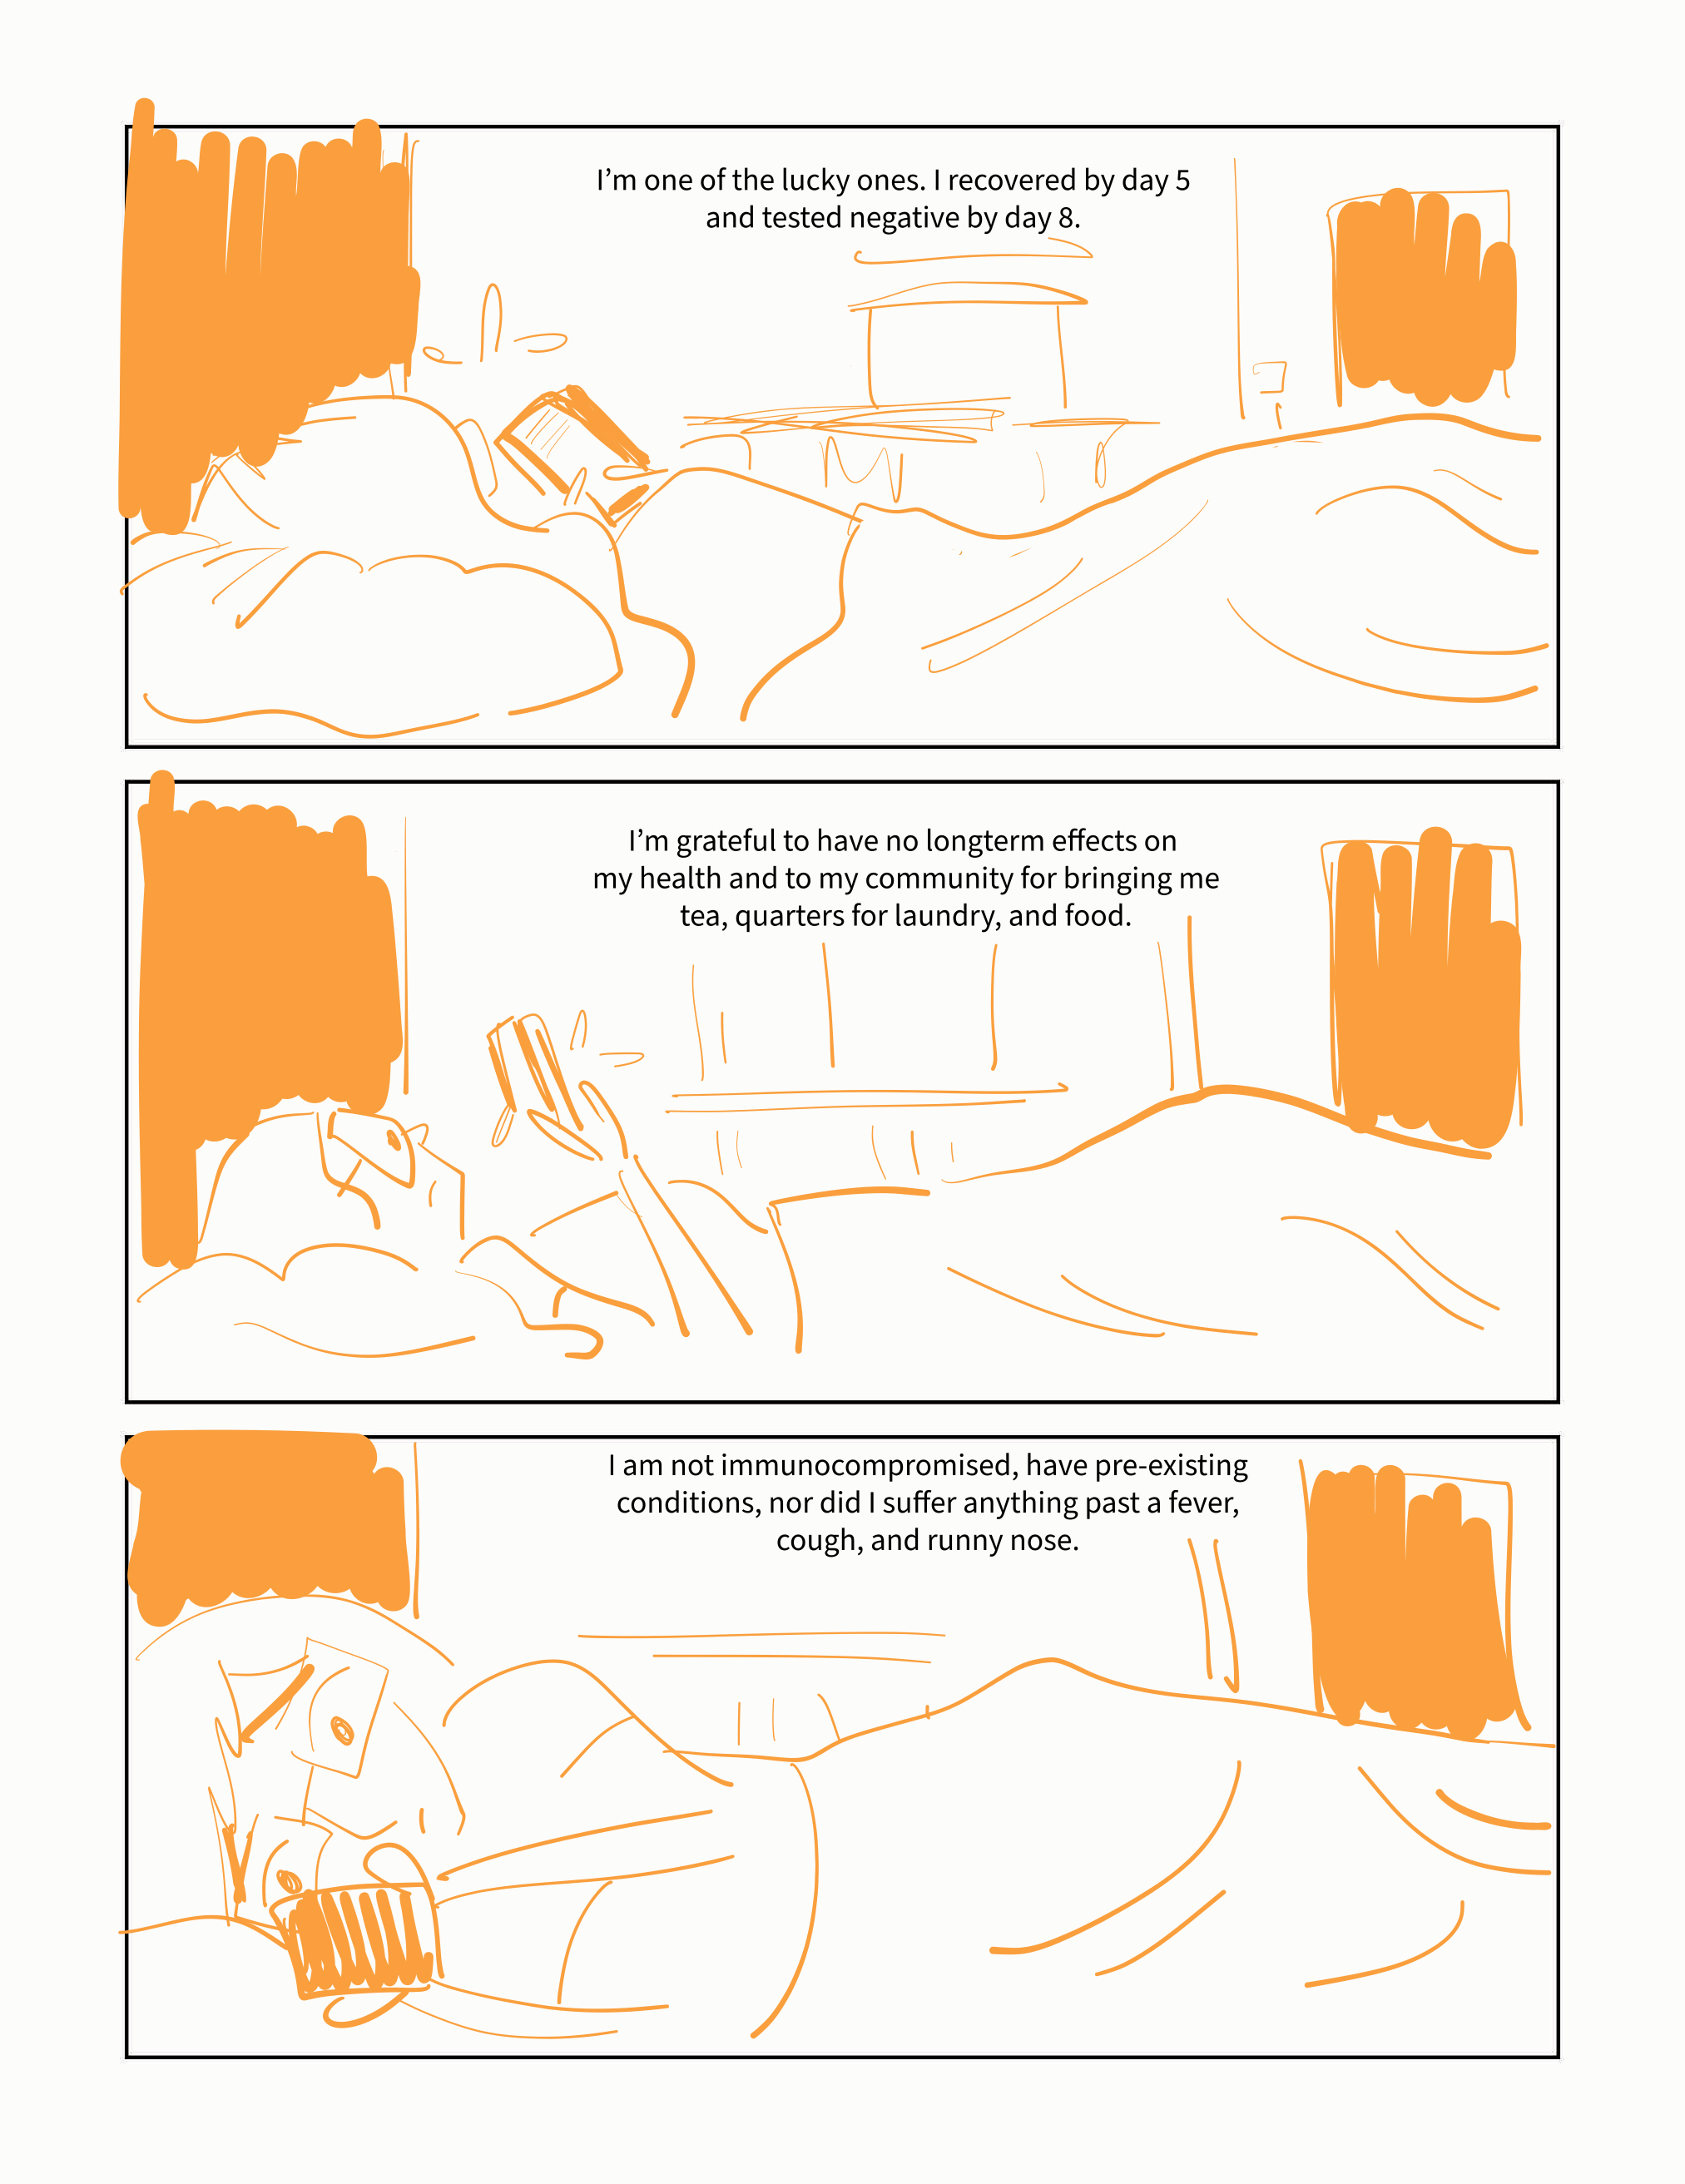 I’m one of the lucky ones. I recovered by day 5
and tested negative by day 8.
I’m grateful to have no longterm effects on
my health and to my community for bringing me
tea, quarters for laundry, and food.
I am not immunocompromised, have pre-existing
conditions, nor did I suffer anything past a fever,
cough, and runny nose.